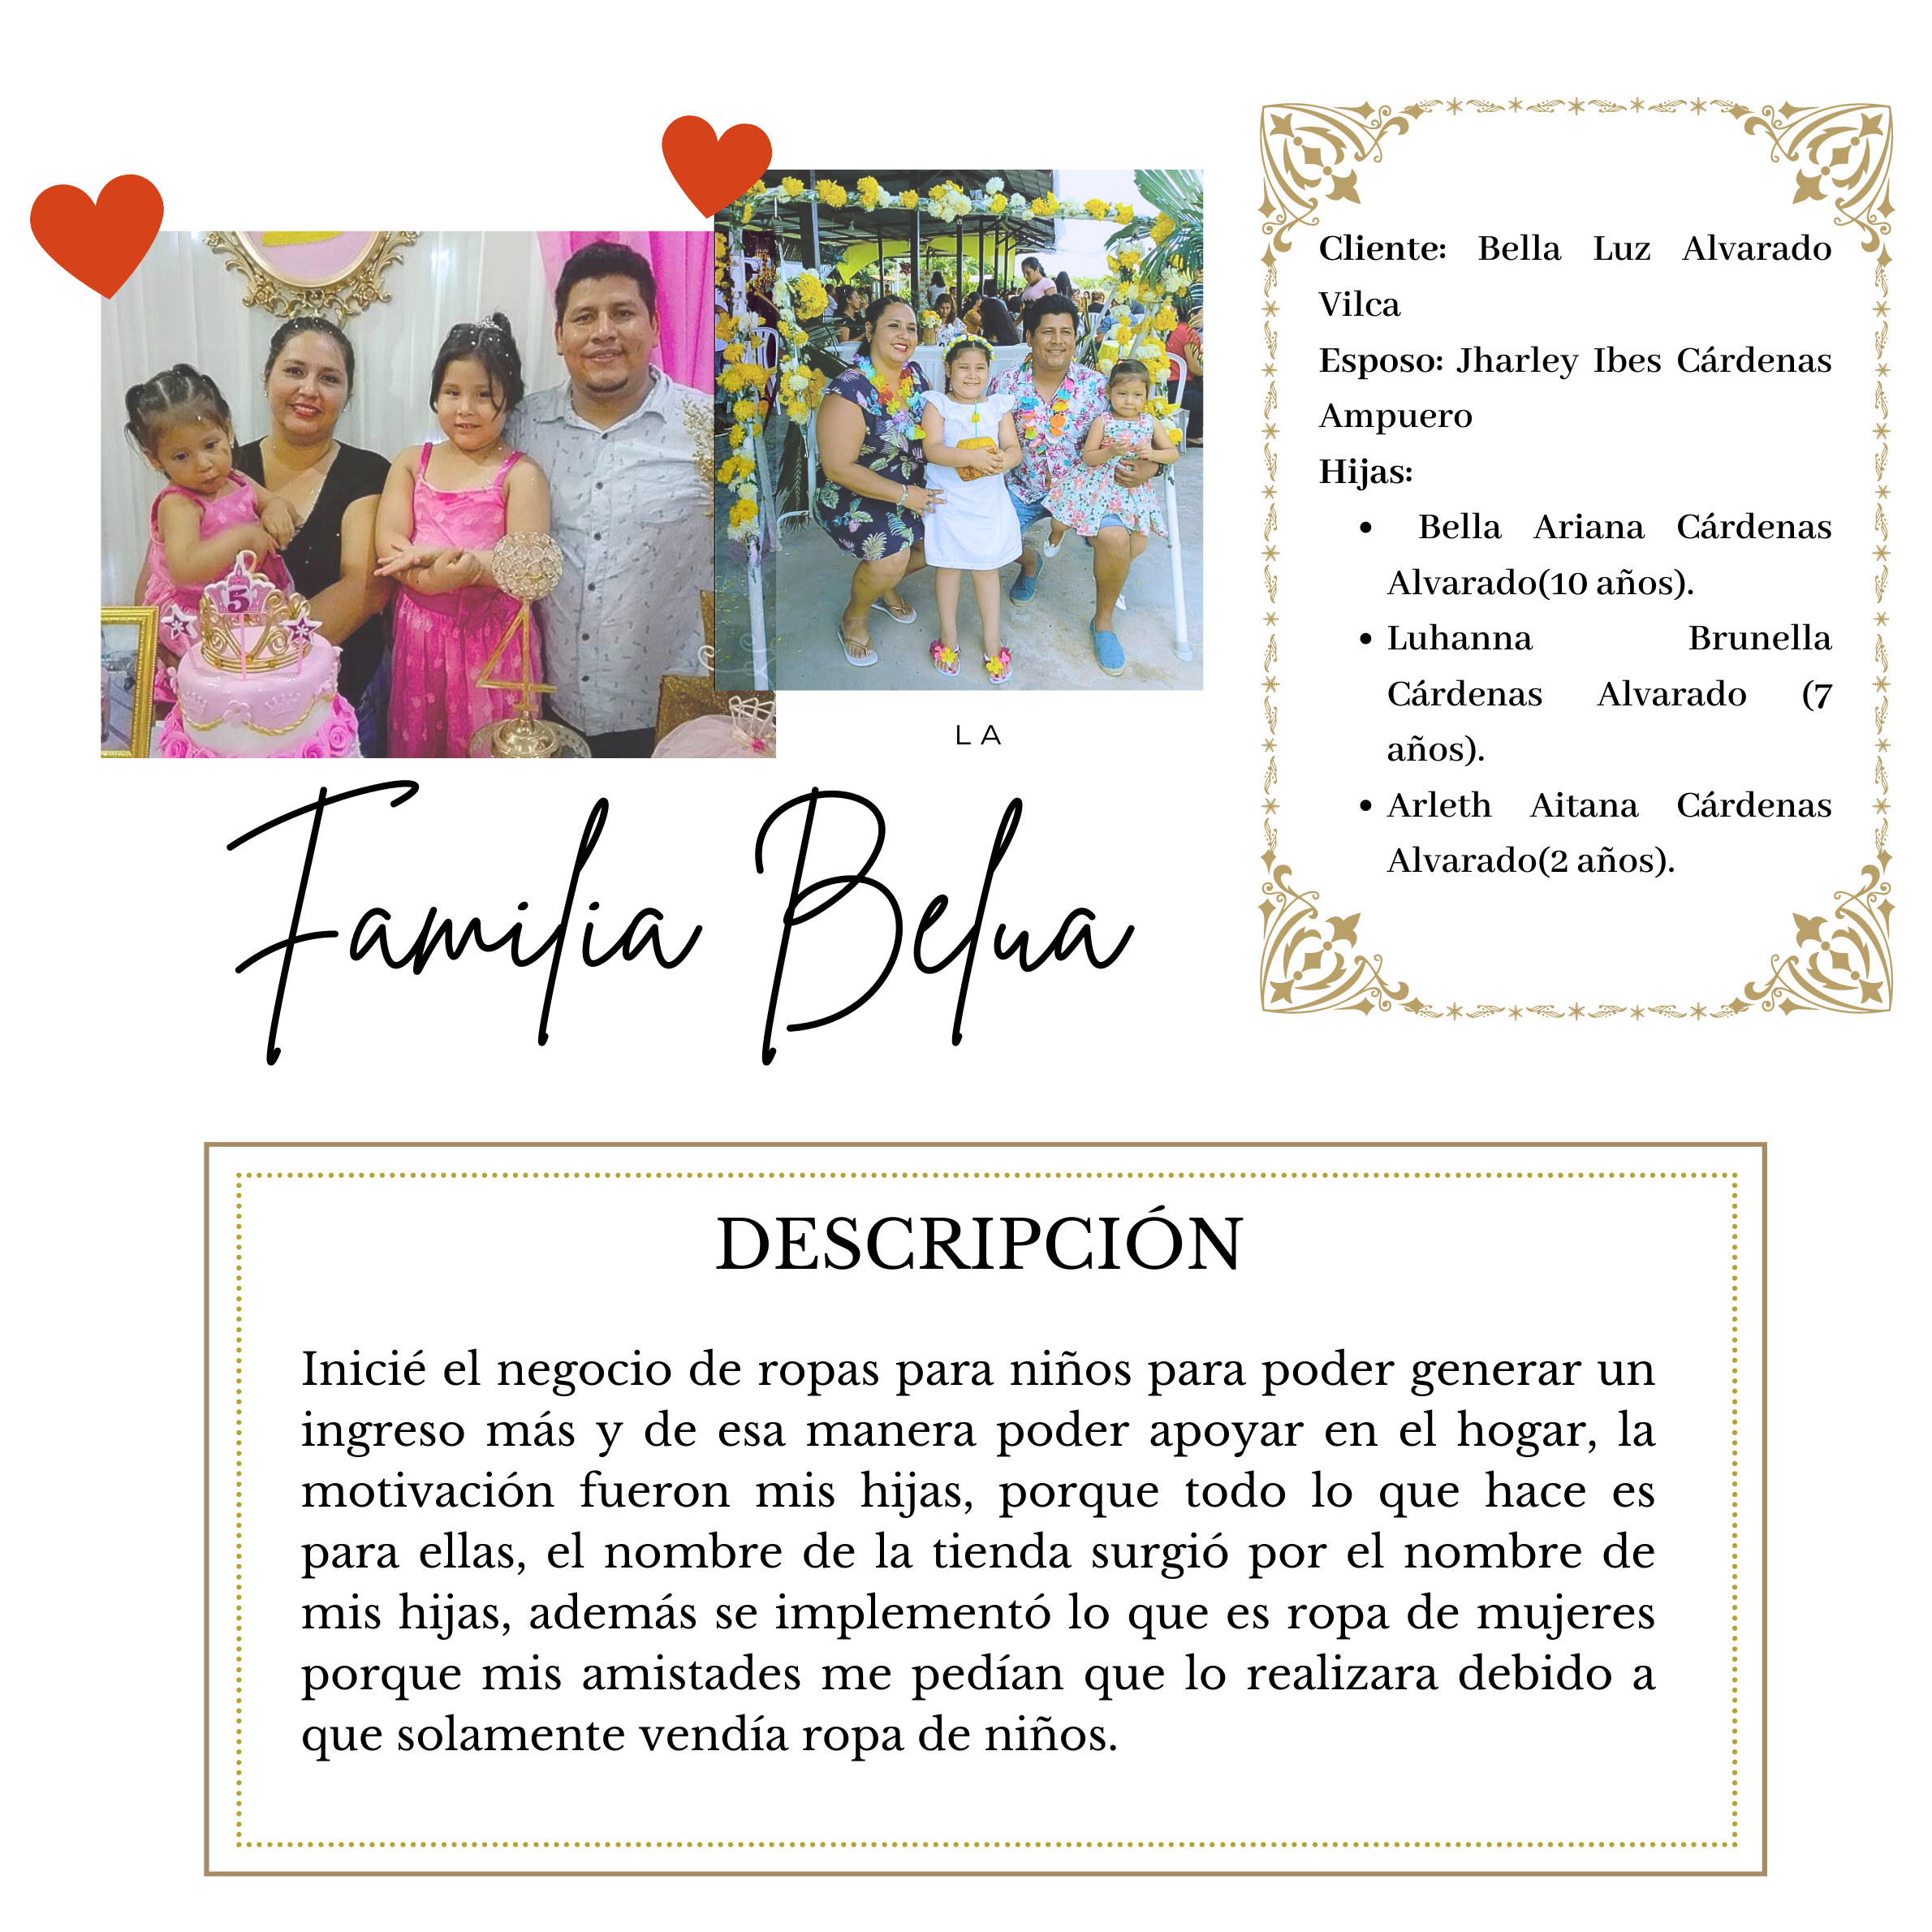 5
4
LA
Familia Belua
Cliente: Bella Luz Alvarado
Vilca
Esposo: Jharley Ibes Cárdenas
Ampuero
Hijas:
• Bella Ariana Cárdenas
Alvarado(10 años).
• Luhanna Brunella
Cárdenas Alvarado (7
años).
• Arleth Aitana Cárdenas
Alvarado(2 años).
DESCRIPCIÓN
Inicié el negocio de ropas para niños para poder generar un
ingreso más y de esa manera poder apoyar en el hogar, la
motivación fueron mis hijas, porque todo lo que hace es
para ellas, el nombre de la tienda surgió por el nombre de
mis hijas, además se implementó lo que es ropa de mujeres
porque mis amistades me pedían que lo realizara debido a
que solamente vendía ropa de niños.